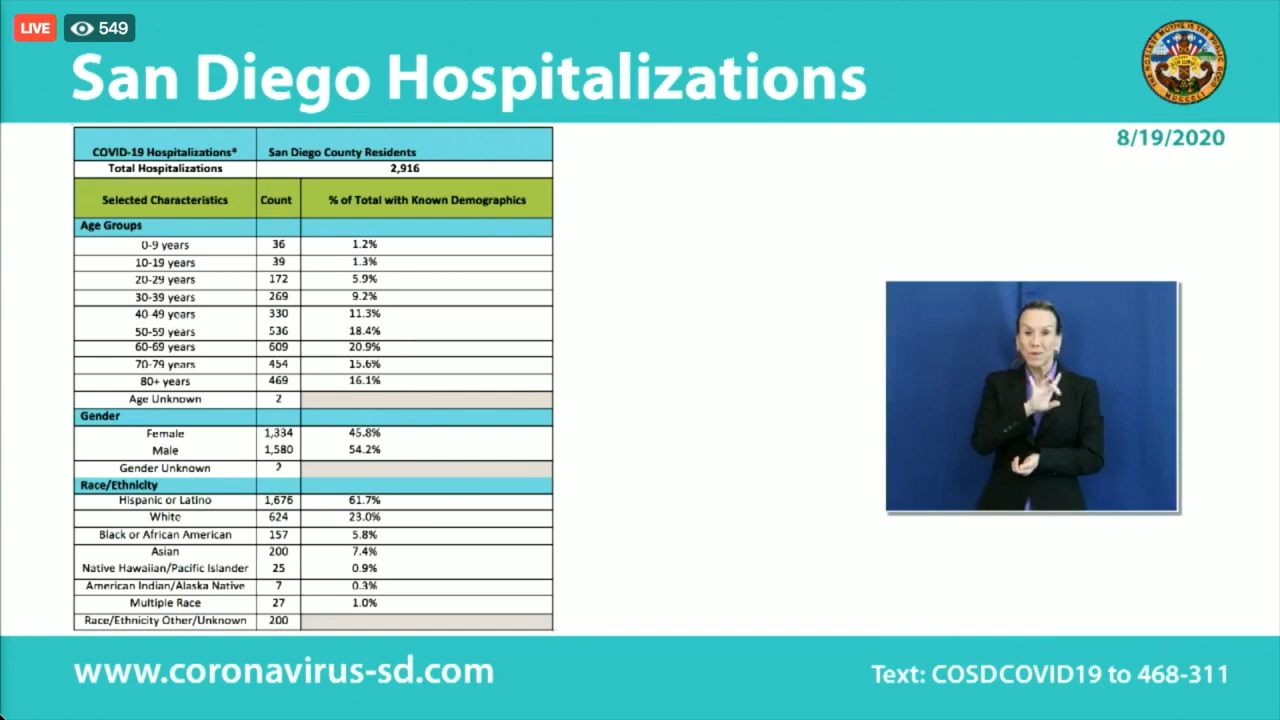 LIVE 549
San Diego Hospitalizations
8/19/2020
COVID-19 Hospitalizations* San Diego County Residents
Total Hospitalizations 2,916
Selected Characteristics Count % of Total with Known Demographics
Age Groups
0-9 years 36 1.2%
10-19 years 39 1.3%
20-29 years 172 5.9%
30-39 years 269 9.2%
40-49 years 330 11.3%
50-59 years 536 18.4%
60-69 years 609 20.9%
70-79 years 454 15.6%
80+ years 469 16.1%
Age Unknown 2
Gender
Female 1,334 45.8%
Male 1,580 54.2%
Gender Unknown 2
Race/Ethnicity
Hispanic or Latino 1,676 61.7%
White 624 23.0%
Black or African American 157 5.8%
Asian 200 7.4%
Native Hawaiian/Pacific Islander 25 0.9%
American Indian/Alaska Native 7 0.3%
Multiple Race 27 1.0%
Race/Ethnicity Other/Unknown 200
www.coronavirus-sd.com
Text: COSDCOVID19 to 468-311